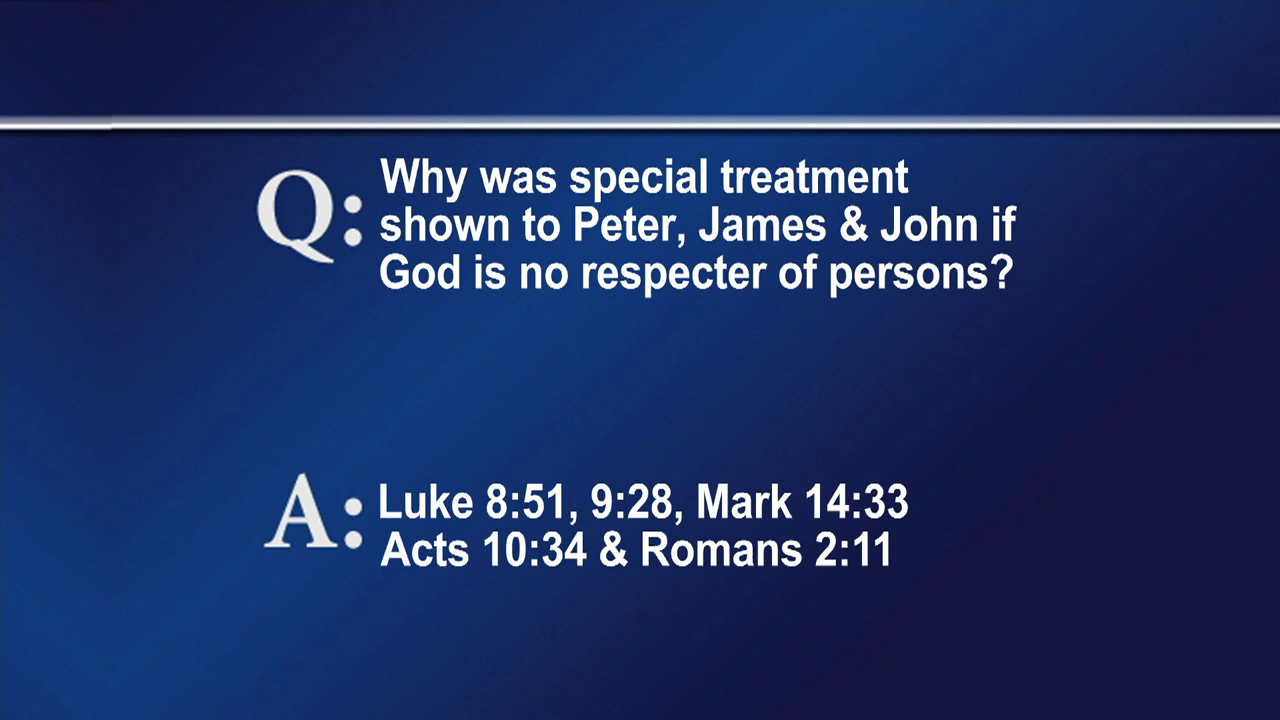 Q: Why was special treatment
shown to Peter, James & John if
God is no respecter of persons?
A: Luke 8:51, 9:28, Mark 14:33
Acts 10:34 & Romans 2:11